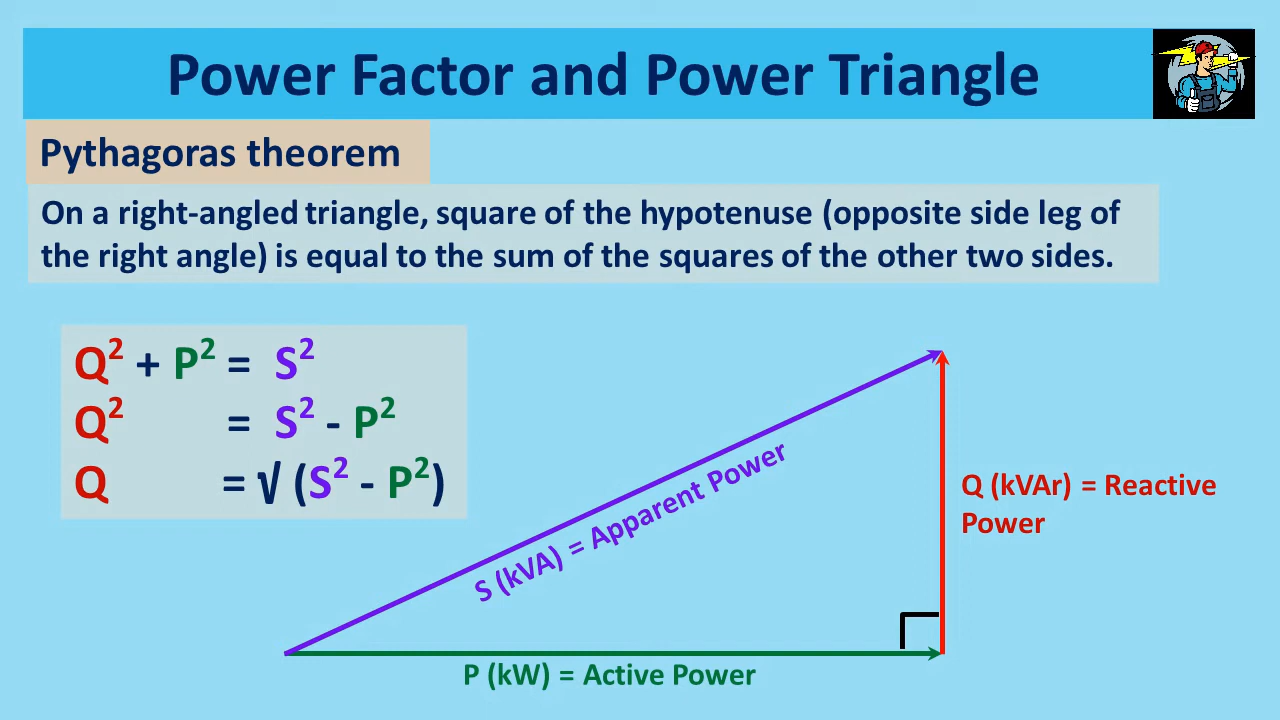 Power Factor and Power Triangle
Pythagoras theorem
On a right-angled triangle, square of the hypotenuse (opposite side leg of
the right angle) is equal to the sum of the squares of the other two sides.
Q² + P² = S²
Q² = S² - P²
Q = √ (S² - P²)
S (kVA) = Apparent Power
Q (kVAr) = Reactive
Power
P (kW) = Active Power